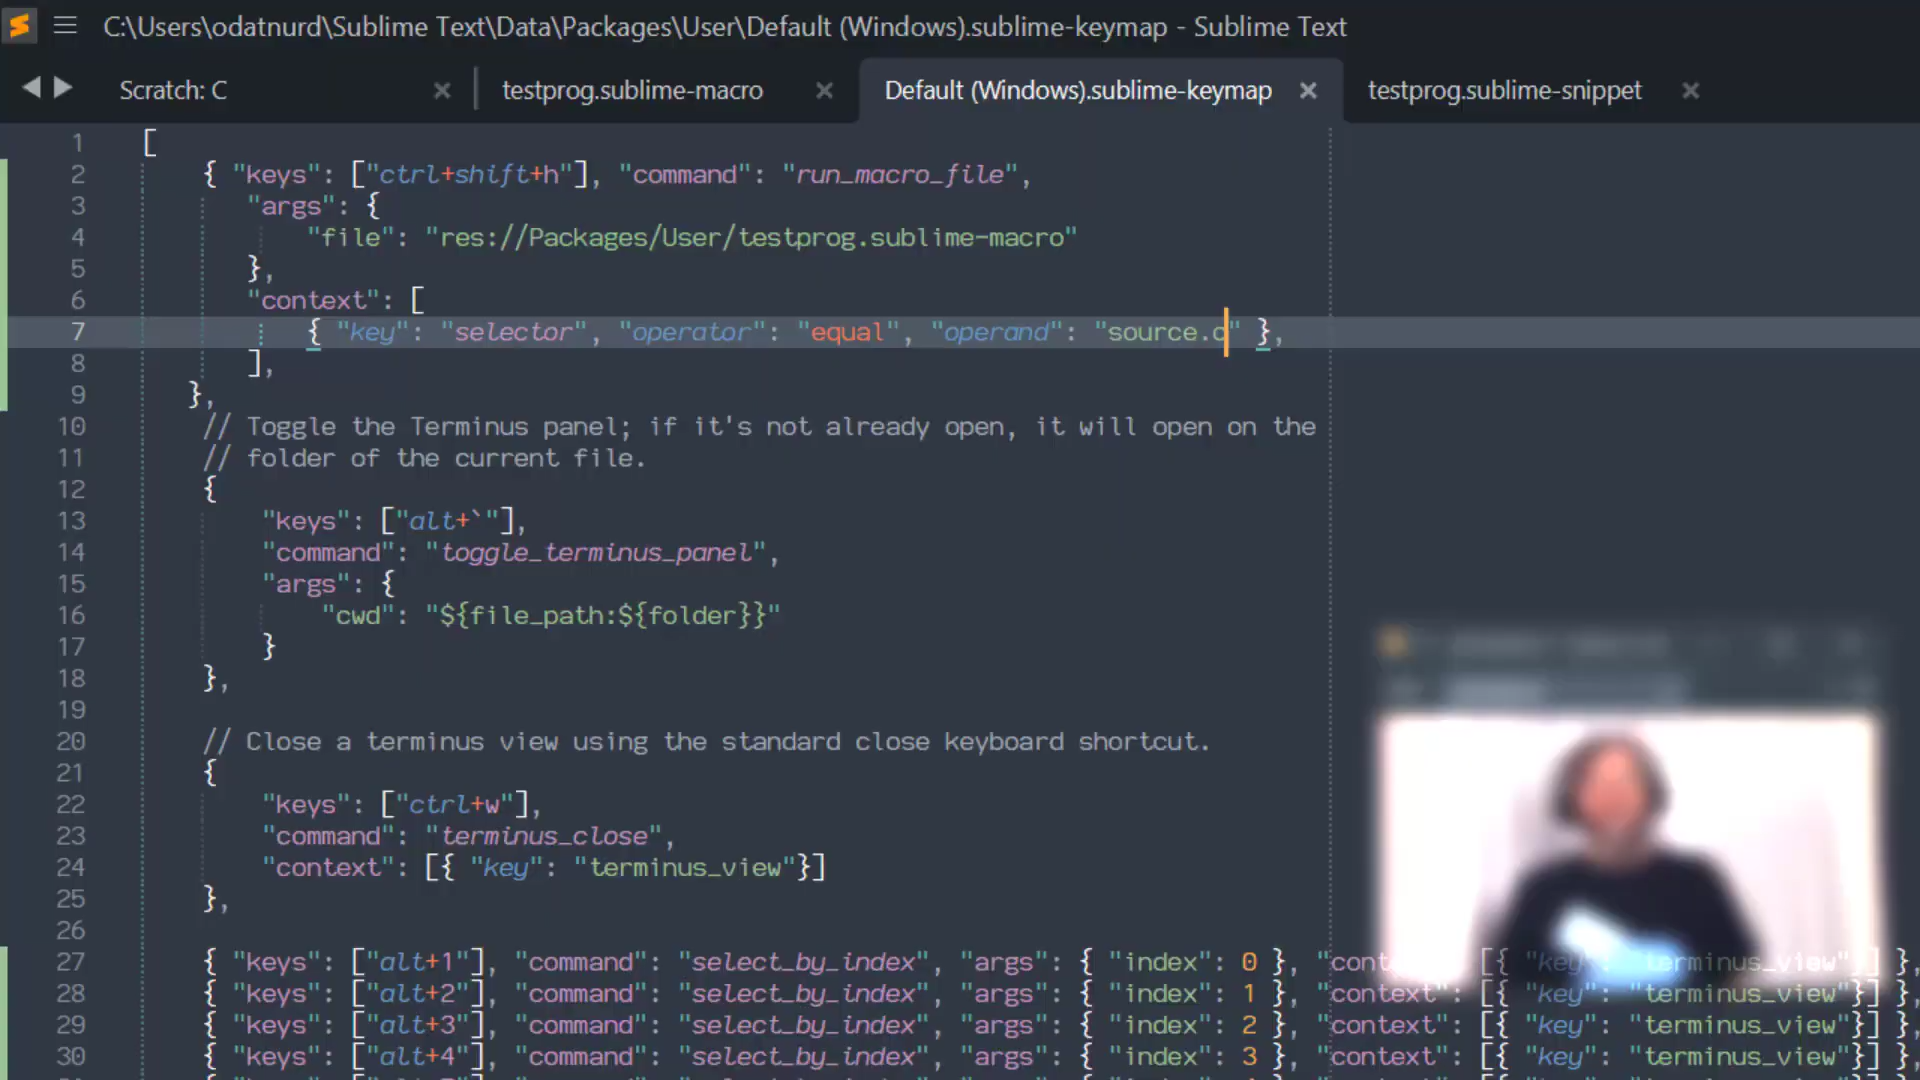 C:\Users\odatnurd\Sublime Text\Data\Packages\User\Default (Windows).sublime-keymap - Sublime Text
Scratch: C testprog.sublime-macro Default (Windows).sublime-keymap testprog.sublime-snippet
1 [
2 { "keys": ["ctrl+shift+h"], "command": "run_macro_file",
3 "args": {
4 "file": "res://Packages/User/testprog.sublime-macro"
5 },
6 "context": [
7 { "key": "selector", "operator": "equal", "operand": "source.c" },
8 ],
9 },
10 // Toggle the Terminus panel; if it's not already open, it will open on the
11 // folder of the current file.
12 {
13 "keys": ["alt+`"],
14 "command": "toggle_terminus_panel",
15 "args": {
16 "cwd": "${file_path:${folder}}"
17 }
18 },
19
20 // Close a terminus view using the standard close keyboard shortcut.
21 {
22 "keys": ["ctrl+w"],
23 "command": "terminus_close",
24 "context": [{ "key": "terminus_view"}]
25 },
26
27 { "keys": ["alt+1"], "command": "select_by_index", "args": { "index": 0 }, "cont [{ "key": "terminus_view"}] },
28 { "keys": ["alt+2"], "command": "select_by_index", "args": { "index": 1 }, "context": [{ "key": "terminus_view"}] },
29 { "keys": ["alt+3"], "command": "select_by_index", "args": { "index": 2 }, "context": [{ "key": "terminus_view"}] },
30 { "keys": ["alt+4"], "command": "select_by_index", "args": { "index": 3 }, "context": [{ "key": "terminus_view"}] },